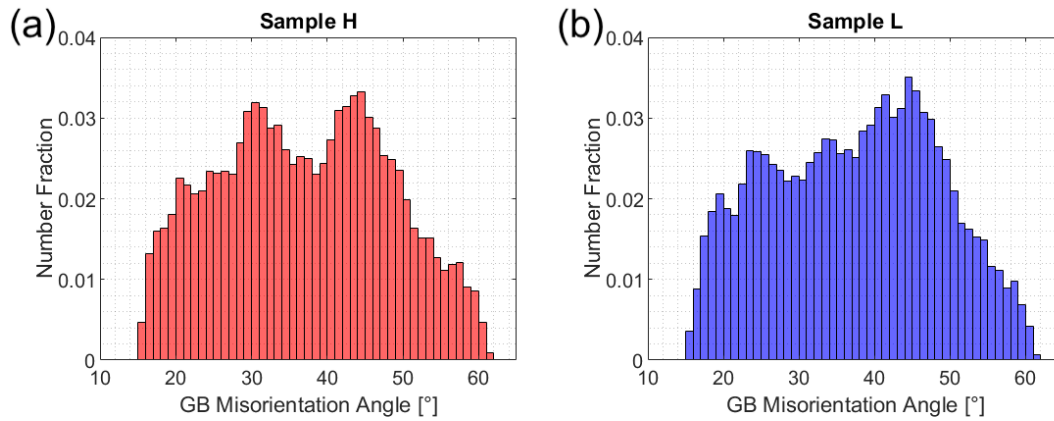 (a)
Sample H
0.04
0.03
0.02
0.01
0
Number Fraction
10 20 30 40 50 60
GB Misorientation Angle [°]
(b)
Sample L
0.04
0.03
0.02
0.01
0
Number Fraction
10 20 30 40 50 60
GB Misorientation Angle [°]